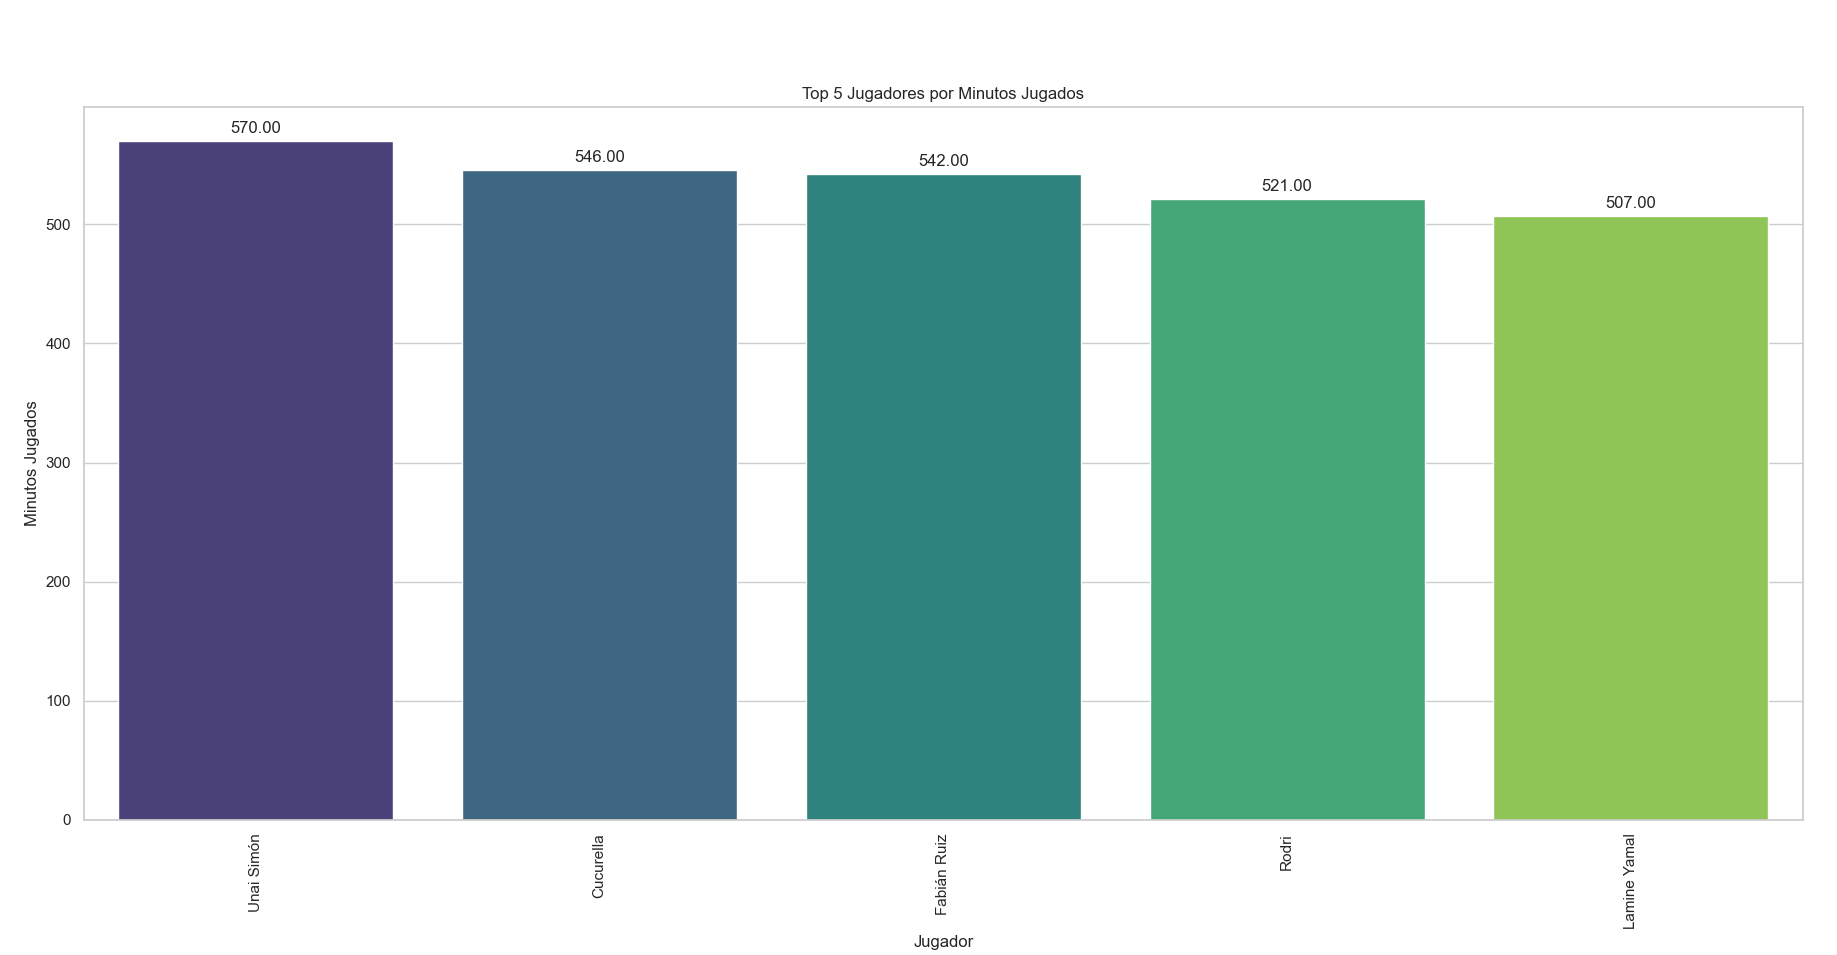 Top 5 Jugadores por Minutos Jugados
570.00
546.00
542.00
521.00
507.00
500
400
300
200
100
0
Minutos Jugados
Unai Simón
Cucurella
Fabián Ruiz
Rodri
Lamine Yamal
Jugador